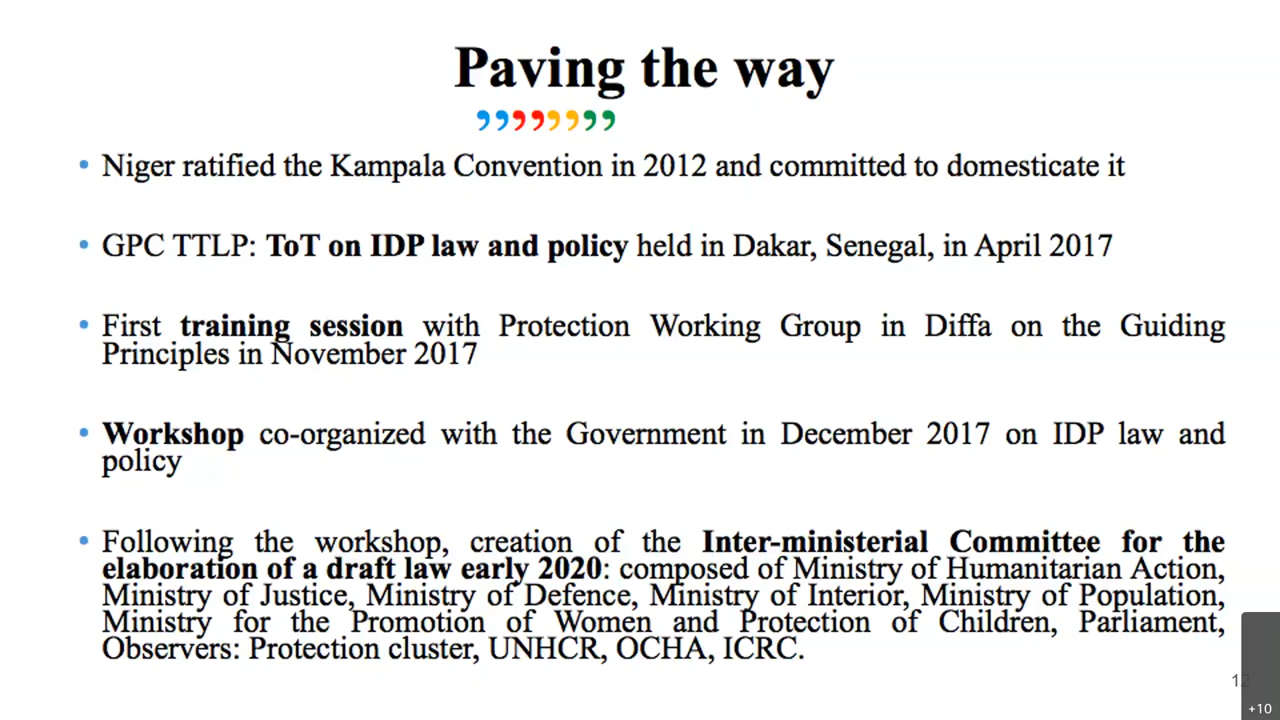 Paving the way
,,,,,,,,
• Niger ratified the Kampala Convention in 2012 and committed to domesticate it
• GPC TTLP: ToT on IDP law and policy held in Dakar, Senegal, in April 2017
• First training session with Protection Working Group in Diffa on the Guiding
Principles in November 2017
• Workshop co-organized with the Government in December 2017 on IDP law and
policy
• Following the workshop, creation of the Inter-ministerial Committee for the
elaboration of a draft law early 2020: composed of Ministry of Humanitarian Action,
Ministry of Justice, Ministry of Defence, Ministry of Interior, Ministry of Population,
Ministry for the Promotion of Women and Protection of Children, Parliament,
Observers: Protection cluster, UNHCR, OCHA, ICRC.
+10